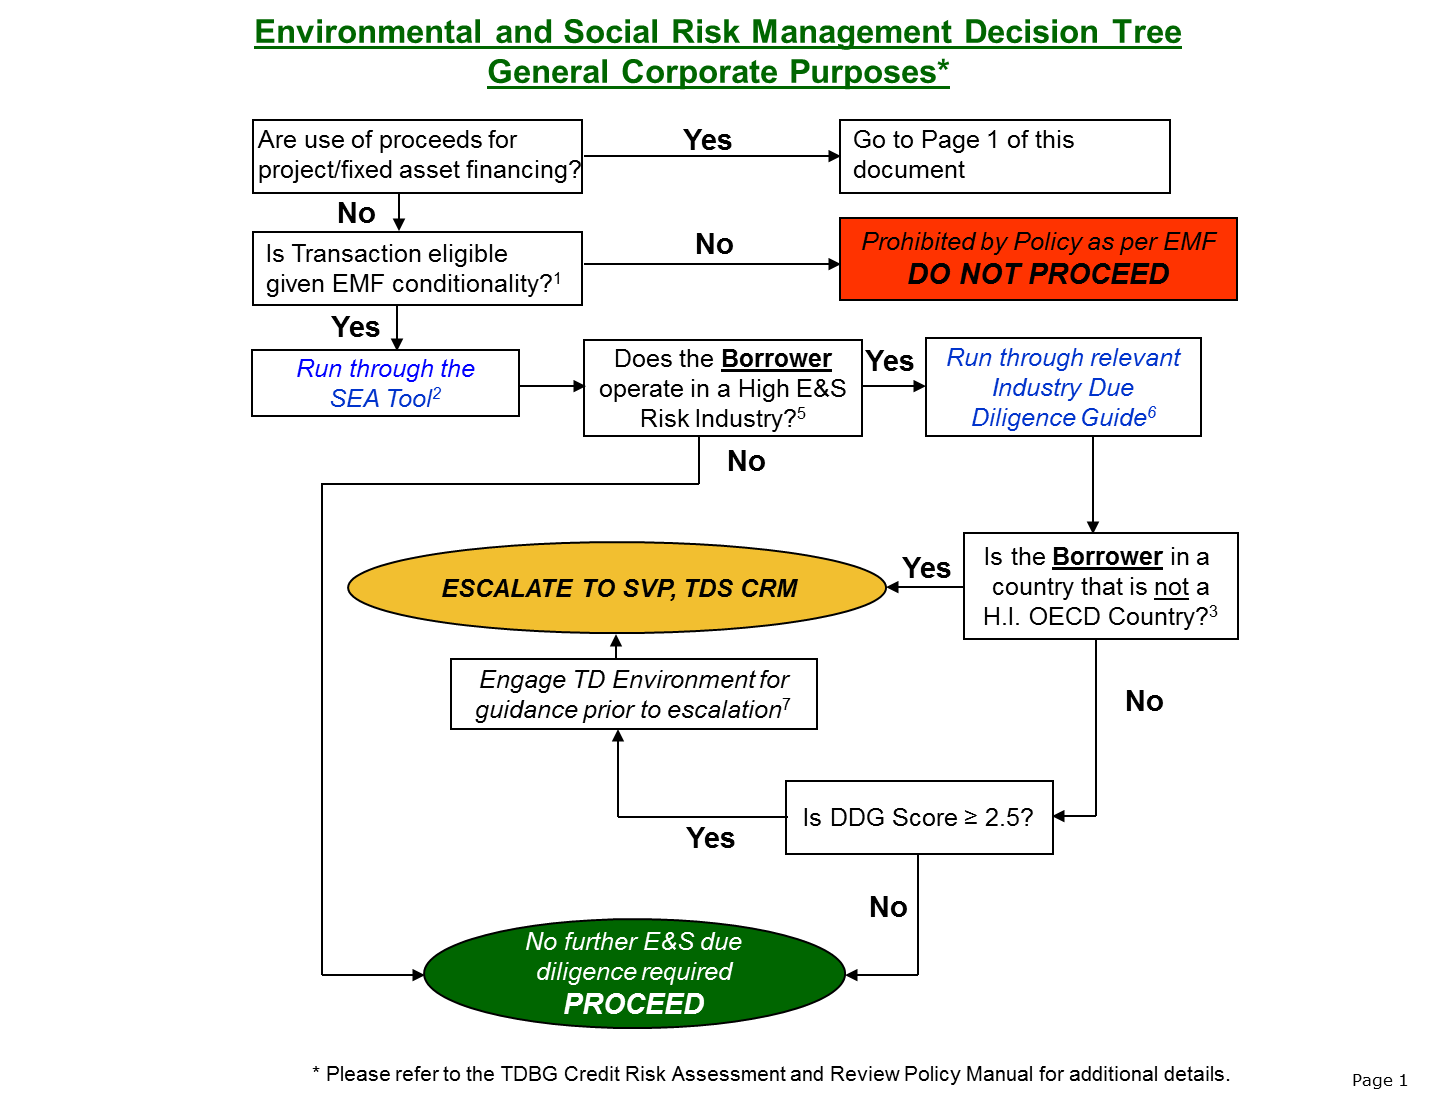 Environmental and Social Risk Management Decision Tree
General Corporate Purposes*
Are use of proceeds for
project/fixed asset financing?
Yes
Go to Page 1 of this
document
No
Is Transaction eligible
given EMF conditionality?1
No
Prohibited by Policy as per EMF
DO NOT PROCEED
Yes
Run through the
SEA Tool2
Does the Borrower
operate in a High E&S
Risk Industry?5
Yes
Run through relevant
Industry Due
Diligence Guide6
No
Is the Borrower in a
country that is not a
H.I. OECD Country?3
Yes
ESCALATE TO SVP, TDS CRM
Engage TD Environment for
guidance prior to escalation7
No
Is DDG Score ≥ 2.5?
Yes
No
No further E&S due
diligence required
PROCEED
* Please refer to the TDBG Credit Risk Assessment and Review Policy Manual for additional details.
Page 1